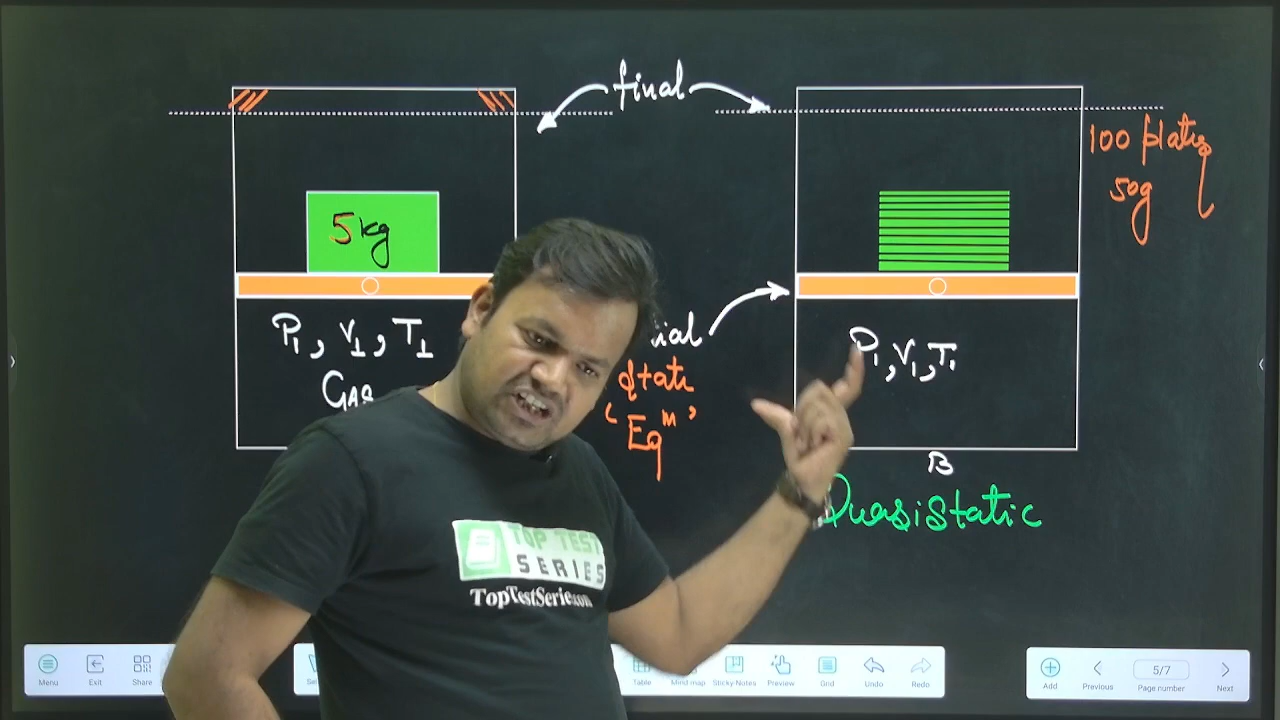 final
100 plates
50g
5kg
P1, V1, T1
Gas
ial
state
'Eqm'
P1, V1, T1
B
Quasistatic
TOP TEST
SERIES
TopTestSerie.com
Menu
Exit
Share
Table
Mind map
Sticky Notes
Preview
Grid
Undo
Redo
Add
Previous
5/7
Page number
Next